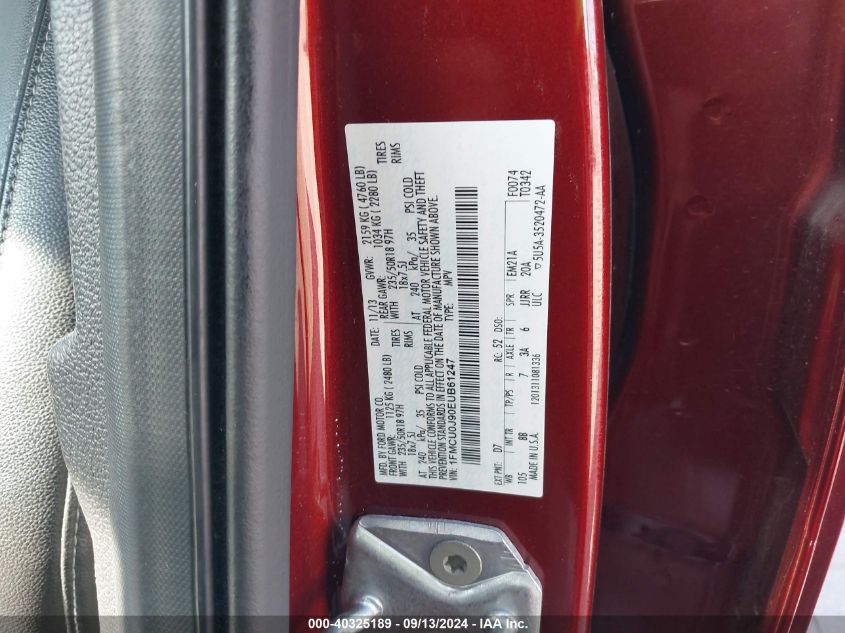 MFD. BY FORD MOTOR CO. DATE: 11/13 GVWR: 2159 KG ( 4760 LB)
FRONT GAWR: 1125 KG ( 2480 LB) REAR GAWR: 1034 KG ( 2280 LB)
WITH 235/50R18 97H TIRES WITH 235/50R18 97H TIRES
18x7.5J RIMS 18x7.5J RIMS
AT 240 kPa/ 35 PSI COLD AT 240 kPa/ 35 PSI COLD
THIS VEHICLE CONFORMS TO ALL APPLICABLE FEDERAL MOTOR VEHICLE SAFETY AND THEFT
PREVENTION STANDARDS IN EFFECT ON THE DATE OF MANUFACTURE SHOWN ABOVE.
VIN: 1FMCU0J90EUB61247 TYPE: MPV
EXT PNT: D7 RC: 52 DSO: F0074
WB INT TR TP/PS R AXLE TR SPR EM21A T0342
105 8B 7 3A 6 JJRR 20A
MADE IN U.S.A. 1201311081336 ULC 5U5A-3520472-AA
000-40325189 - 09/13/2024 - IAA Inc.